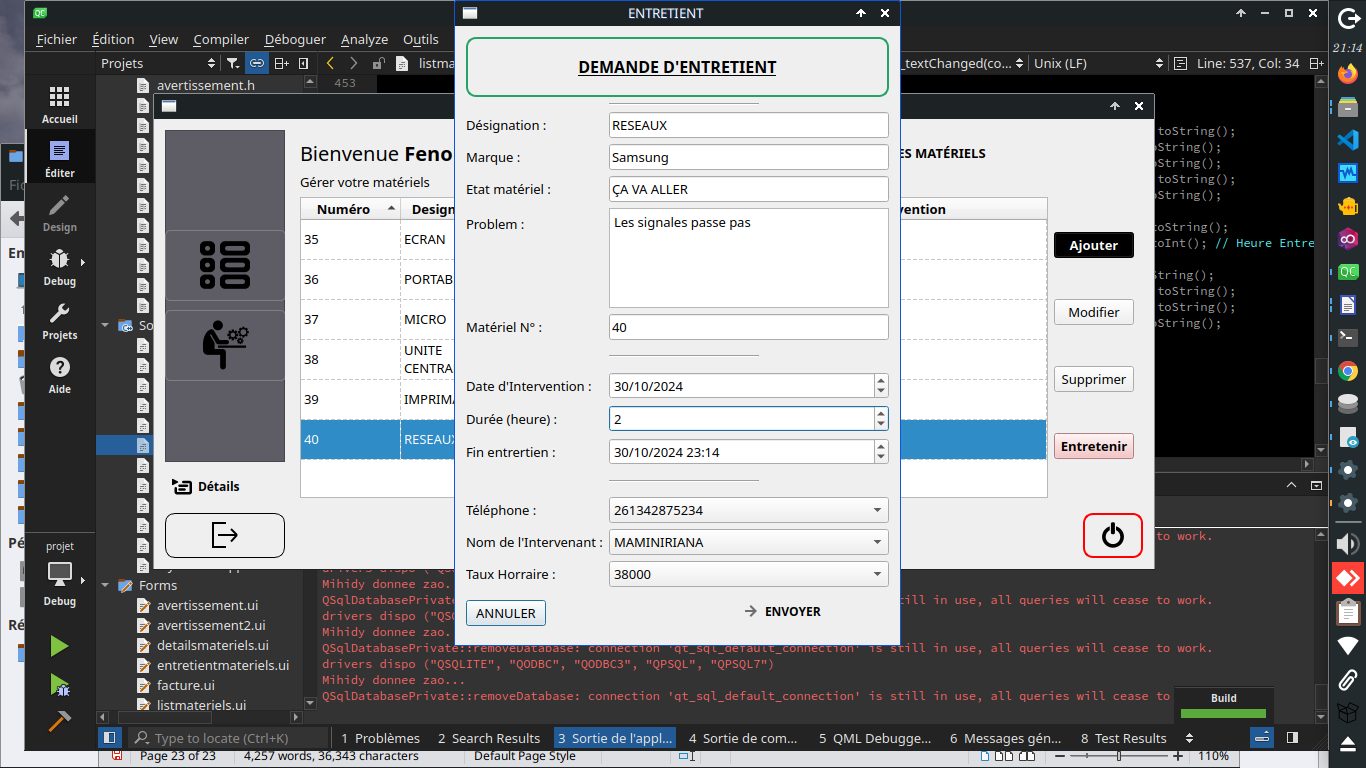 ENTRETIENT
21:14
Fichier Édition View Compiler Déboguer Analyze Outils
Projets
_textChanged(co... Unix (LF) Line: 537, Col: 34
avertissement.h
453
Accueil
Éditer
Design
Debug
Projets
Aide
projet
Debug
DEMANDE D'ENTRETIENT
Désignation : RESEAUX
Marque : Samsung
Etat matériel : ÇA VA ALLER
Problem : Les signales passe pas
Matériel N° : 40
Date d'Intervention : 30/10/2024
Durée (heure) : 2
Fin entrertien : 30/10/2024 23:14
Téléphone : 261342875234
Nom de l'Intervenant : MAMINIRIANA
Taux Horraire : 38000
ANNULER ENVOYER
Bienvenue Feno
ES MATÉRIELS
Gérer votre matériels
Numéro Design vention
35 ECRAN
36 PORTAB
37 MICRO
38 UNITE
CENTRA
39 IMPRIMA
40 RESEAUX
Ajouter
Modifier
Supprimer
Entretenir
Détails
toString();
oString();
toString();
toString();
oString();
toString();
toInt(); // Heure Entre
String();
toString();
toString();
So
Forms
avertissement.ui
avertissement2.ui
detailsmateriels.ui
entretientmateriels.ui
facture.ui
listmateriels.ui
to work.
Mihidy donnee zao.
QSqlDatabasePrivate: till in use, all queries will cease to work.
drivers dispo ("QSQ
Mihidy donnee zao.
QSqlDatabasePrivate::removeDatabase: connection 'qt_sql_default_connection' is still in use, all queries will cease to work.
drivers dispo ("QSQLITE", "QODBC", "QODBC3", "QPSQL", "QPSQL7")
Mihidy donnee zao...
QSqlDatabasePrivate::removeDatabase: connection 'qt_sql_default_connection' is still in use, all queries will cease to
Build
Type to locate (Ctrl+K) 1 Problèmes 2 Search Results 3 Sortie de l'appl... 4 Sortie de com... 5 QML Debugge... 6 Messages gén... 8 Test Results
Page 23 of 23 4,257 words, 36,343 characters Default Page Style 110%